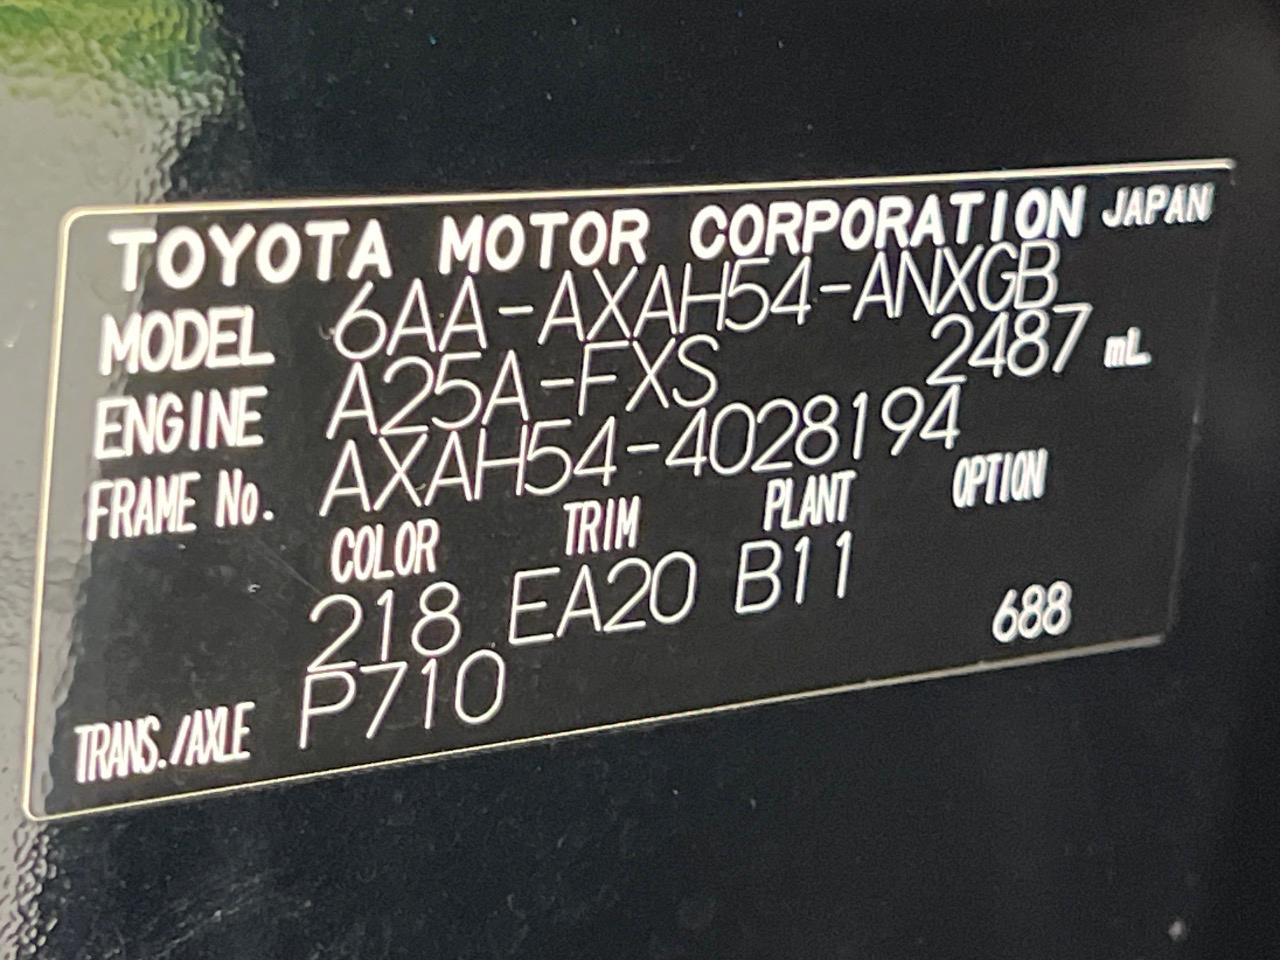 TOYOTA MOTOR CORPORATION JAPAN
MODEL 6AA-AXAH54-ANXGB
ENGINE A25A-FXS 2487 mL
FRAME No. AXAH54-4028194
COLOR TRIM PLANT OPTION
218 EA20 B11
TRANS./AXLE P710 688